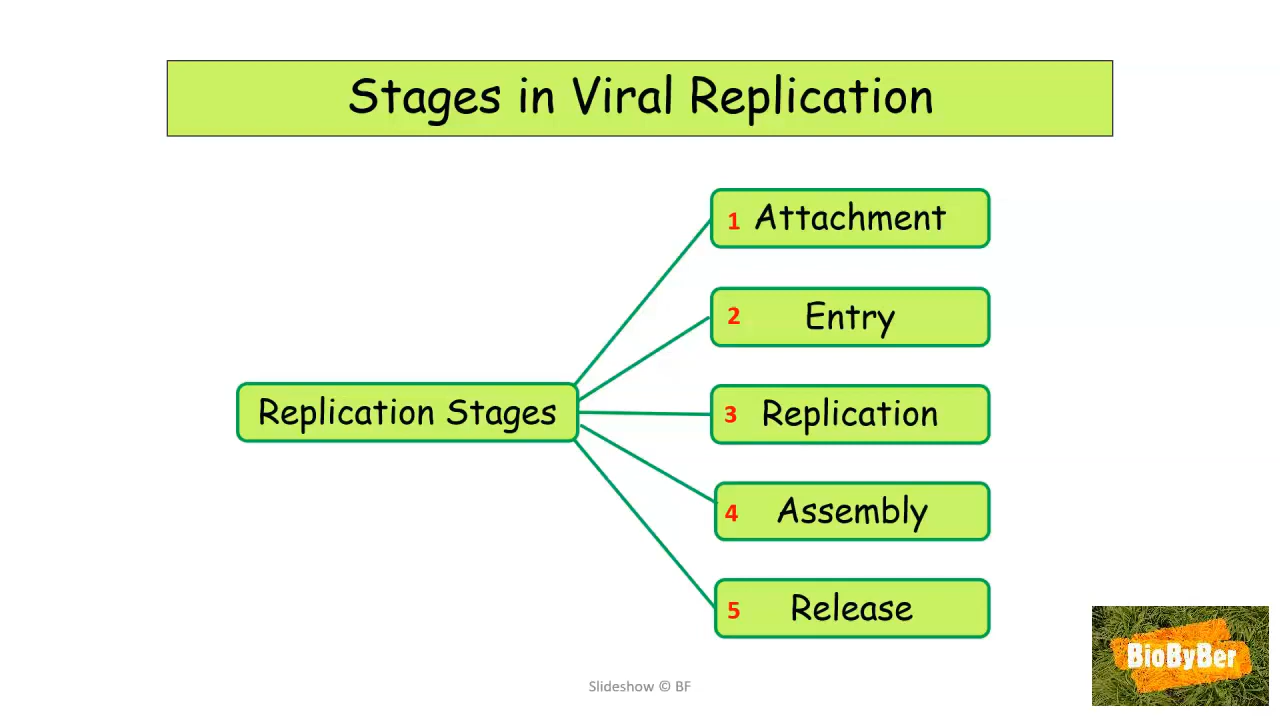 Stages in Viral Replication
1 Attachment
2 Entry
Replication Stages
3 Replication
4 Assembly
5 Release
BioByBer
Slideshow © BF